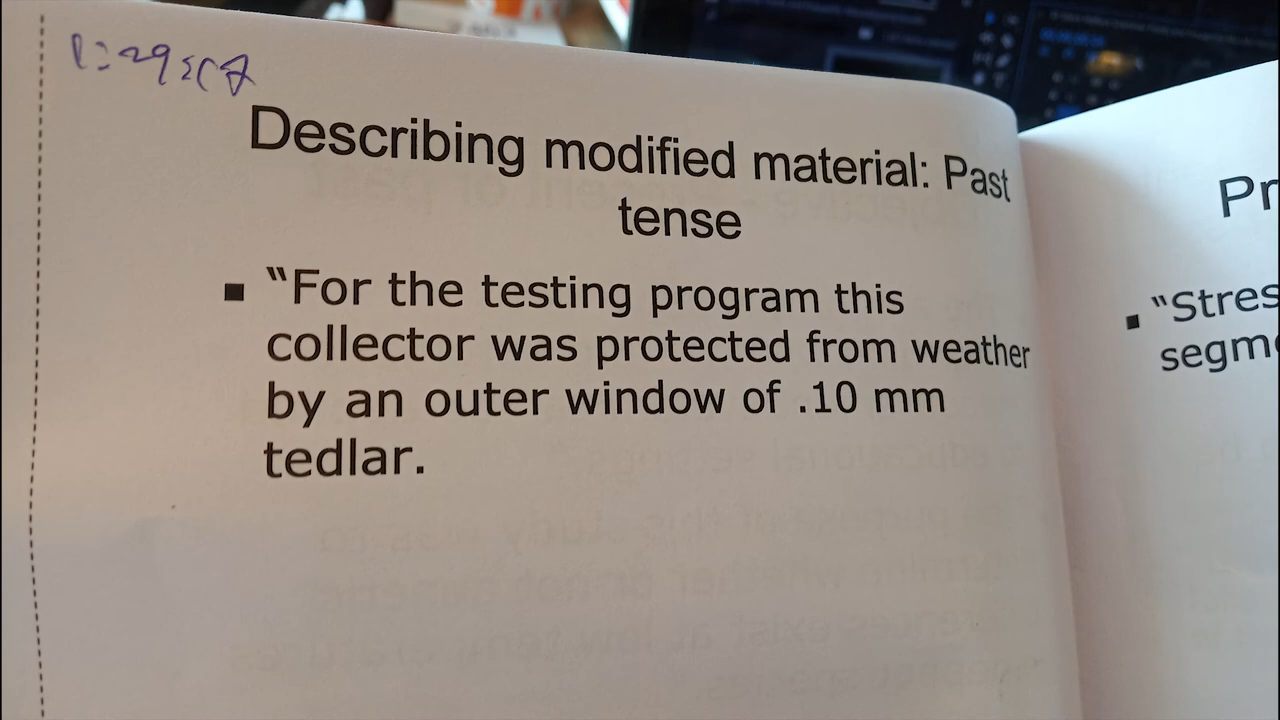 Describing modified material: Past
tense
▪ "For the testing program this
collector was protected from weather
by an outer window of .10 mm
tedlar.
Pr
▪ "Stres
segm